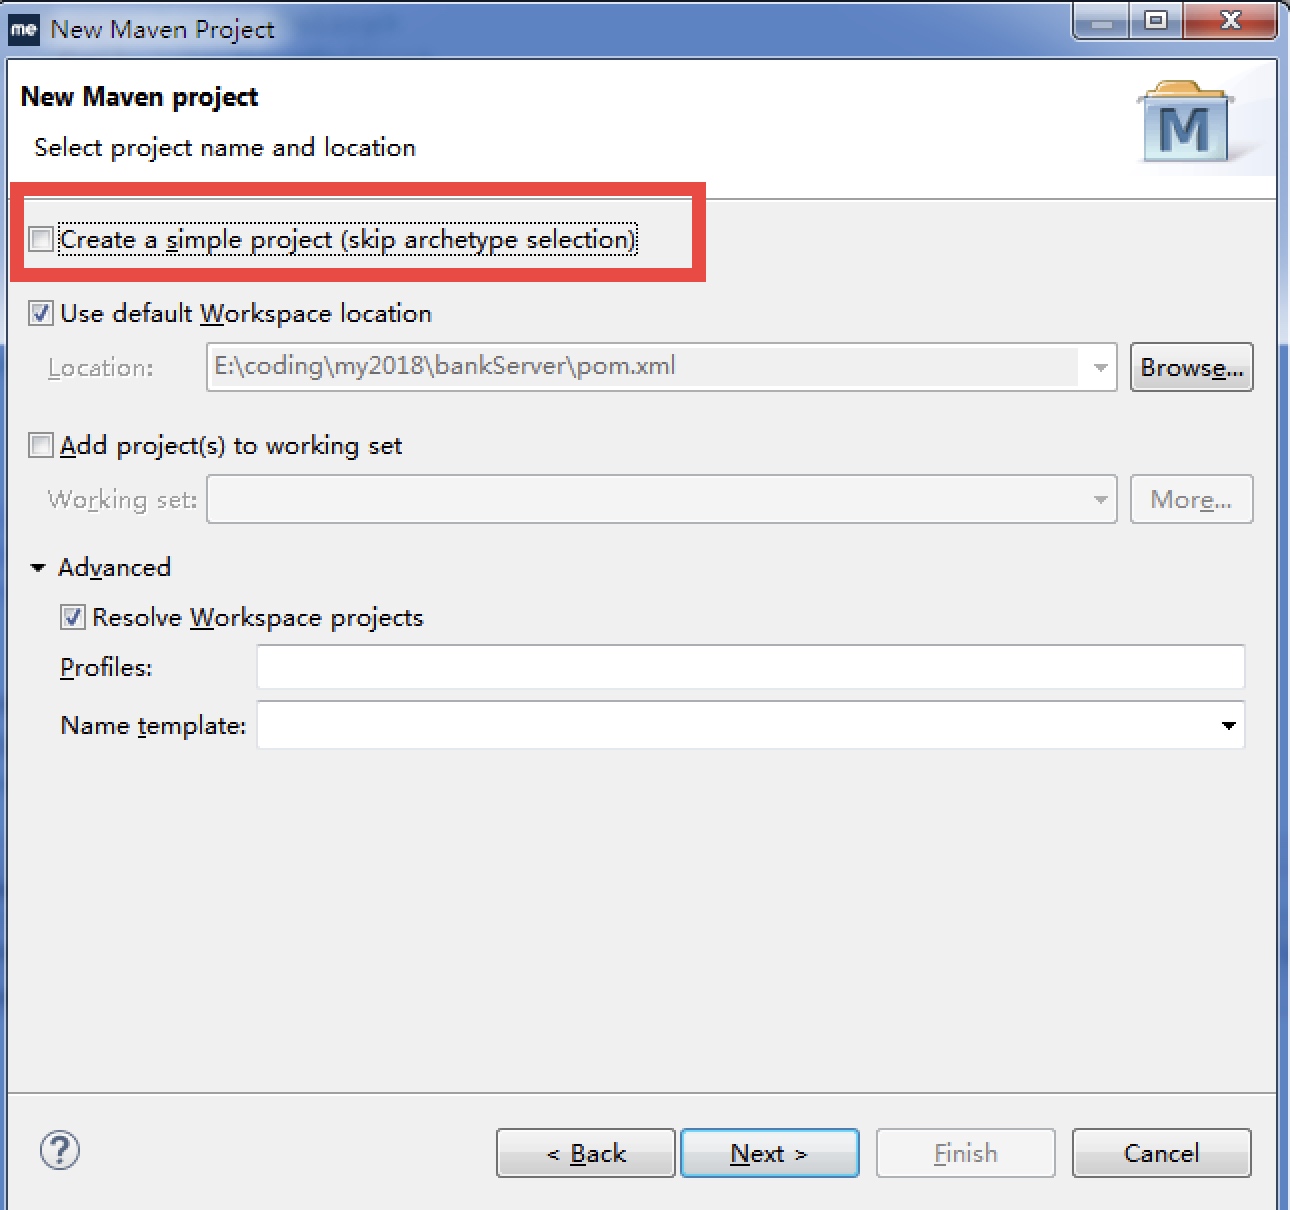 me New Maven Project
New Maven project
Select project name and location
M
Create a simple project (skip archetype selection)
Use default Workspace location
Location: E:\coding\my2018\bankServer\pom.xml Browse...
Add project(s) to working set
Working set: More...
Advanced
Resolve Workspace projects
Profiles:
Name template:
? < Back Next > Finish Cancel